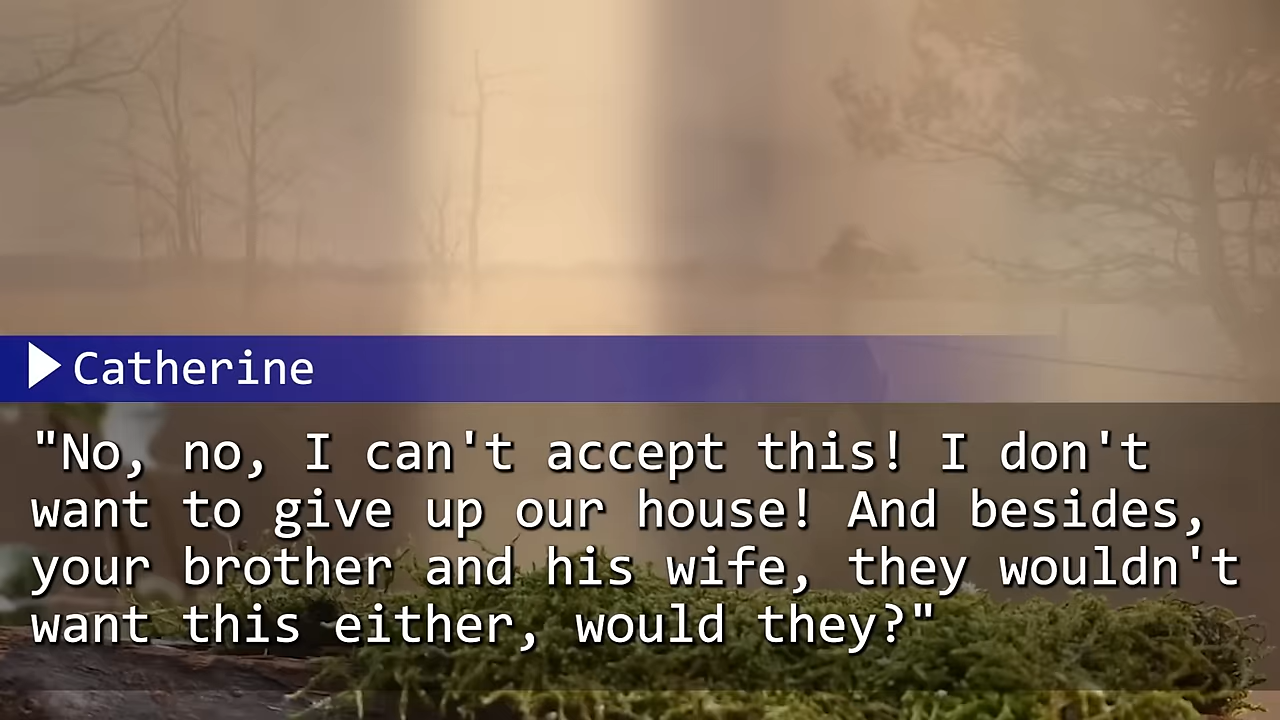 Catherine
"No, no, I can't accept this! I don't
want to give up our house! And besides,
your brother and his wife, they wouldn't
want this either, would they?"